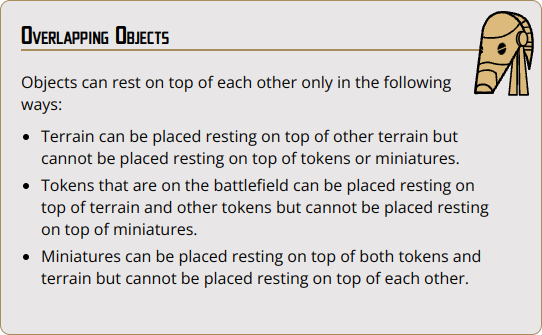 Overlapping Objects
Objects can rest on top of each other only in the following
ways:
• Terrain can be placed resting on top of other terrain but
cannot be placed resting on top of tokens or miniatures.
• Tokens that are on the battlefield can be placed resting on
top of terrain and other tokens but cannot be placed resting
on top of miniatures.
• Miniatures can be placed resting on top of both tokens and
terrain but cannot be placed resting on top of each other.